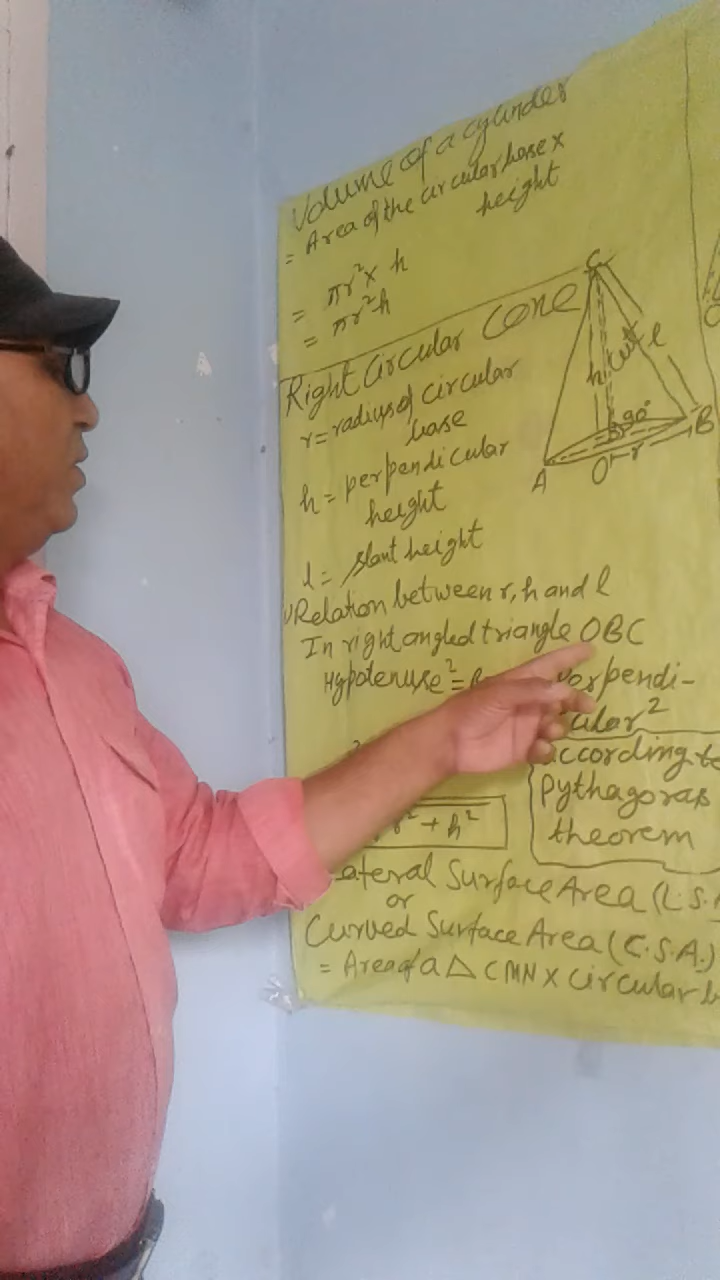 Volume of a cylinder
= Area of the circular base x
height
= πr² x h
= πr²h
Right Circular Cone
r = radius of circular
base
h = perpendicular
height
l = slant height
Relation between r, h and l
In right angled triangle OBC
Hypotenuse² = perpendi-
cular²
according to
Pythagoras
theorem
r² + h²
Lateral Surface Area (L.S.A
or
Curved Surface Area (C.S.A.)
= Area of a Δ CMN x circular b
C
h
l
90°
A
O
r
B